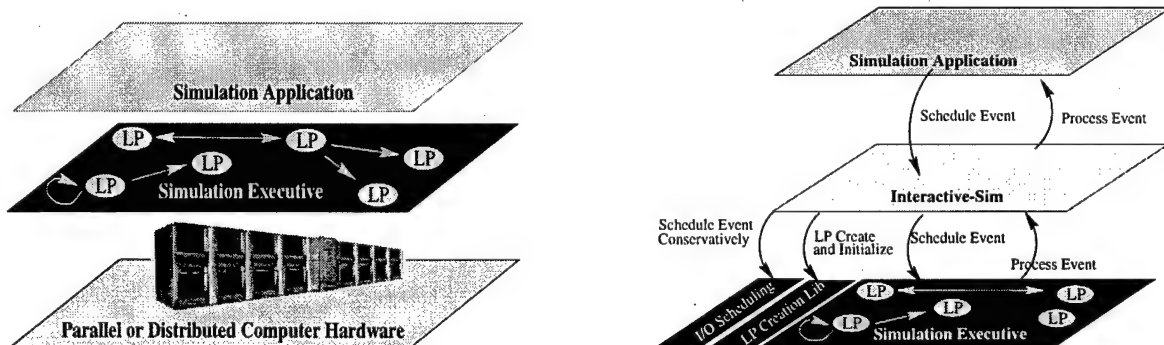 Simulation Application
LP
LP
LP
LP
LP
LP
Simulation Executive
Parallel or Distributed Computer Hardware
Simulation Application
Schedule Event
Process Event
Interactive-Sim
Schedule Event
Conservatively
LP Create
and Initialize
Schedule Event
Process Event
I/O Scheduling
LP Creation Lib
LP
LP
LP
LP
LP
Simulation Executive